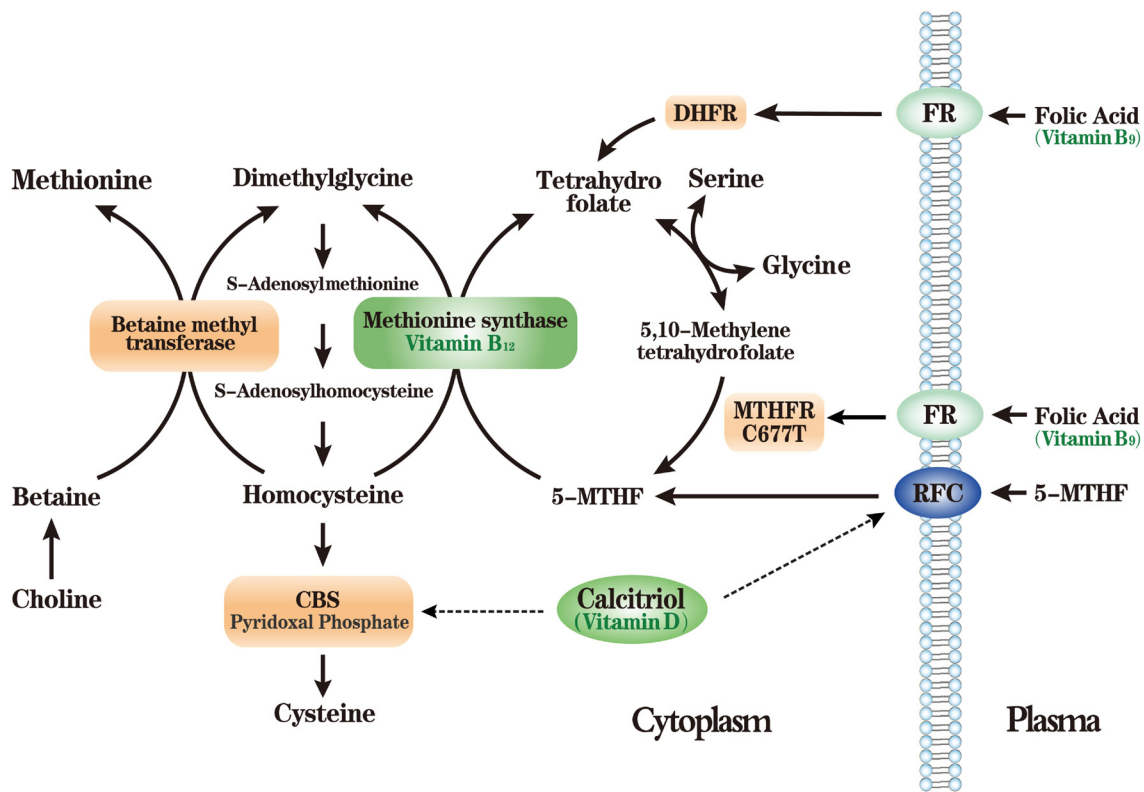 DHFR
FR
Folic Acid
(Vitamin B9)
Methionine
Dimethylglycine
Tetrahydro
folate
Serine
Glycine
S-Adenosylmethionine
Betaine methyl
transferase
Methionine synthase
Vitamin B12
5,10-Methylene
tetrahydrofolate
S-Adenosylhomocysteine
MTHFR
C677T
FR
Folic Acid
(Vitamin B9)
Betaine
Homocysteine
5-MTHF
RFC
5-MTHF
Choline
CBS
Pyridoxal Phosphate
Calcitriol
(Vitamin D)
Cysteine
Cytoplasm
Plasma